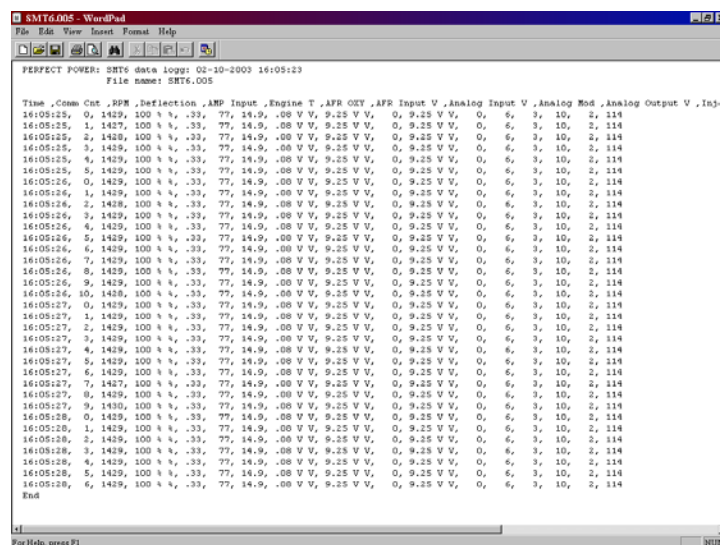 SMT6.005 - WordPad
File Edit View Insert Format Help
PERFECT POWER: SMT6 data logg: 02-10-2003 16:05:23
File name: SMT6.005
Time ,Comm Cnt ,RPM ,Deflection ,AMP Input ,Engine T ,AFR OXY ,AFR Input V ,Analog Input V ,Analog Mod ,Analog Output V ,Inj
16:05:25, 0, 1429, 100 % %, .33, 77, 14.9, .08 V V, 9.25 V V, 0, 9.25 V V, 0, 6, 3, 10, 2, 114
16:05:25, 1, 1427, 100 % %, .33, 77, 14.9, .08 V V, 9.25 V V, 0, 9.25 V V, 0, 6, 3, 10, 2, 114
16:05:25, 2, 1428, 100 % %, .33, 77, 14.9, .08 V V, 9.25 V V, 0, 9.25 V V, 0, 6, 3, 10, 2, 114
16:05:25, 3, 1429, 100 % %, .33, 77, 14.9, .08 V V, 9.25 V V, 0, 9.25 V V, 0, 6, 3, 10, 2, 114
16:05:25, 4, 1429, 100 % %, .33, 77, 14.9, .08 V V, 9.25 V V, 0, 9.25 V V, 0, 6, 3, 10, 2, 114
16:05:25, 5, 1429, 100 % %, .33, 77, 14.9, .08 V V, 9.25 V V, 0, 9.25 V V, 0, 6, 3, 10, 2, 114
16:05:26, 0, 1429, 100 % %, .33, 77, 14.9, .08 V V, 9.25 V V, 0, 9.25 V V, 0, 6, 3, 10, 2, 114
16:05:26, 1, 1429, 100 % %, .33, 77, 14.9, .08 V V, 9.25 V V, 0, 9.25 V V, 0, 6, 3, 10, 2, 114
16:05:26, 2, 1428, 100 % %, .33, 77, 14.9, .08 V V, 9.25 V V, 0, 9.25 V V, 0, 6, 3, 10, 2, 114
16:05:26, 3, 1429, 100 % %, .33, 77, 14.9, .08 V V, 9.25 V V, 0, 9.25 V V, 0, 6, 3, 10, 2, 114
16:05:26, 4, 1429, 100 % %, .33, 77, 14.9, .08 V V, 9.25 V V, 0, 9.25 V V, 0, 6, 3, 10, 2, 114
16:05:26, 5, 1429, 100 % %, .33, 77, 14.9, .08 V V, 9.25 V V, 0, 9.25 V V, 0, 6, 3, 10, 2, 114
16:05:26, 6, 1429, 100 % %, .33, 77, 14.9, .08 V V, 9.25 V V, 0, 9.25 V V, 0, 6, 3, 10, 2, 114
16:05:26, 7, 1429, 100 % %, .33, 77, 14.9, .08 V V, 9.25 V V, 0, 9.25 V V, 0, 6, 3, 10, 2, 114
16:05:26, 8, 1429, 100 % %, .33, 77, 14.9, .08 V V, 9.25 V V, 0, 9.25 V V, 0, 6, 3, 10, 2, 114
16:05:26, 9, 1429, 100 % %, .33, 77, 14.9, .08 V V, 9.25 V V, 0, 9.25 V V, 0, 6, 3, 10, 2, 114
16:05:26, 10, 1428, 100 % %, .33, 77, 14.9, .08 V V, 9.25 V V, 0, 9.25 V V, 0, 6, 3, 10, 2, 114
16:05:27, 0, 1429, 100 % %, .33, 77, 14.9, .08 V V, 9.25 V V, 0, 9.25 V V, 0, 6, 3, 10, 2, 114
16:05:27, 1, 1429, 100 % %, .33, 77, 14.9, .08 V V, 9.25 V V, 0, 9.25 V V, 0, 6, 3, 10, 2, 114
16:05:27, 2, 1429, 100 % %, .33, 77, 14.9, .08 V V, 9.25 V V, 0, 9.25 V V, 0, 6, 3, 10, 2, 114
16:05:27, 3, 1429, 100 % %, .33, 77, 14.9, .08 V V, 9.25 V V, 0, 9.25 V V, 0, 6, 3, 10, 2, 114
16:05:27, 4, 1429, 100 % %, .33, 77, 14.9, .08 V V, 9.25 V V, 0, 9.25 V V, 0, 6, 3, 10, 2, 114
16:05:27, 5, 1429, 100 % %, .33, 77, 14.9, .08 V V, 9.25 V V, 0, 9.25 V V, 0, 6, 3, 10, 2, 114
16:05:27, 6, 1429, 100 % %, .33, 77, 14.9, .08 V V, 9.25 V V, 0, 9.25 V V, 0, 6, 3, 10, 2, 114
16:05:27, 7, 1427, 100 % %, .33, 77, 14.9, .08 V V, 9.25 V V, 0, 9.25 V V, 0, 6, 3, 10, 2, 114
16:05:27, 8, 1429, 100 % %, .33, 77, 14.9, .08 V V, 9.25 V V, 0, 9.25 V V, 0, 6, 3, 10, 2, 114
16:05:27, 9, 1430, 100 % %, .33, 77, 14.9, .08 V V, 9.25 V V, 0, 9.25 V V, 0, 6, 3, 10, 2, 114
16:05:28, 0, 1429, 100 % %, .33, 77, 14.9, .08 V V, 9.25 V V, 0, 9.25 V V, 0, 6, 3, 10, 2, 114
16:05:28, 1, 1429, 100 % %, .33, 77, 14.9, .08 V V, 9.25 V V, 0, 9.25 V V, 0, 6, 3, 10, 2, 114
16:05:28, 2, 1429, 100 % %, .33, 77, 14.9, .08 V V, 9.25 V V, 0, 9.25 V V, 0, 6, 3, 10, 2, 114
16:05:28, 3, 1429, 100 % %, .33, 77, 14.9, .08 V V, 9.25 V V, 0, 9.25 V V, 0, 6, 3, 10, 2, 114
16:05:28, 4, 1429, 100 % %, .33, 77, 14.9, .08 V V, 9.25 V V, 0, 9.25 V V, 0, 6, 3, 10, 2, 114
16:05:28, 5, 1429, 100 % %, .33, 77, 14.9, .08 V V, 9.25 V V, 0, 9.25 V V, 0, 6, 3, 10, 2, 114
16:05:28, 6, 1429, 100 % %, .33, 77, 14.9, .08 V V, 9.25 V V, 0, 9.25 V V, 0, 6, 3, 10, 2, 114
End
For Help, press F1
NUM